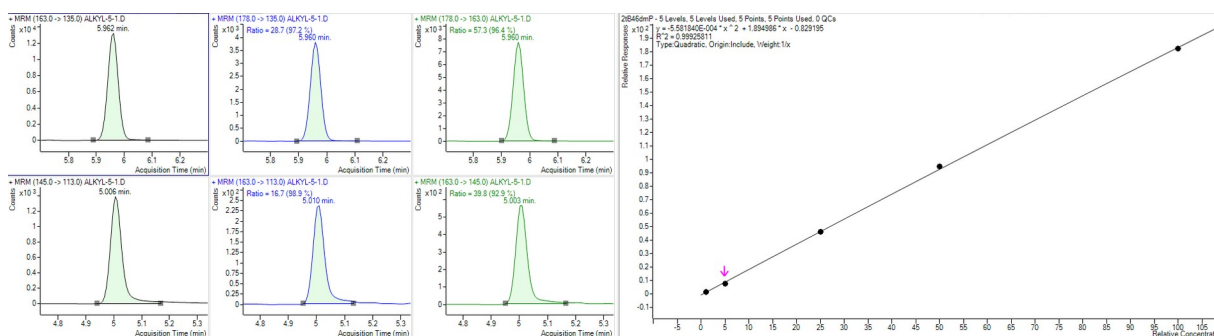 + MRM (163.0 -> 135.0) ALKYL-5-1.D
Counts
x10^4
5.962 min.
1.2
1
0.8
0.6
0.4
0.2
0
5.8 5.9 6 6.1 6.2
Acquisition Time (min)
+ MRM (178.0 -> 135.0) ALKYL-5-1.D
Counts
x10^3
Ratio = 28.7 (97.2 %)
5.960 min.
4
3.5
3
2.5
2
1.5
1
0.5
0
5.8 5.9 6 6.1 6.2
Acquisition Time (min)
+ MRM (178.0 -> 163.0) ALKYL-5-1.D
Counts
x10^3
Ratio = 57.3 (96.4 %)
5.960 min.
8
7
6
5
4
3
2
1
0
5.8 5.9 6 6.1 6.2
Acquisition Time (min)
+ MRM (145.0 -> 113.0) ALKYL-5-1.D
Counts
x10^3
5.006 min.
1.2
1
0.8
0.6
0.4
0.2
0
4.8 4.9 5 5.1 5.2 5.3
Acquisition Time (min)
+ MRM (163.0 -> 113.0) ALKYL-5-1.D
Counts
x10^2
Ratio = 16.7 (98.9 %)
5.010 min.
2.5
2.25
2
1.75
1.5
1.25
1
0.75
0.5
0.25
0
4.8 4.9 5 5.1 5.2 5.3
Acquisition Time (min)
+ MRM (163.0 -> 145.0) ALKYL-5-1.D
Counts
x10^2
Ratio = 39.8 (92.9 %)
5.003 min.
6
5
4
3
2
1
0
4.8 4.9 5 5.1 5.2 5.3
Acquisition Time (min)
2tB46dmP - 5 Levels, 5 Levels Used, 5 Points, 5 Points Used, 0 QCs
Relative Responses
x10^2
y = -5.581840E-004 * x ^ 2 + 1.894986 * x - 0.829195
R^2 = 0.99925811
Type:Quadratic, Origin:Include, Weight:1/x
1.9
1.8
1.7
1.6
1.5
1.4
1.3
1.2
1.1
1
0.9
0.8
0.7
0.6
0.5
0.4
0.3
0.2
0.1
0
-0.1
-5 0 5 10 15 20 25 30 35 40 45 50 55 60 65 70 75 80 85 90 95 100 105